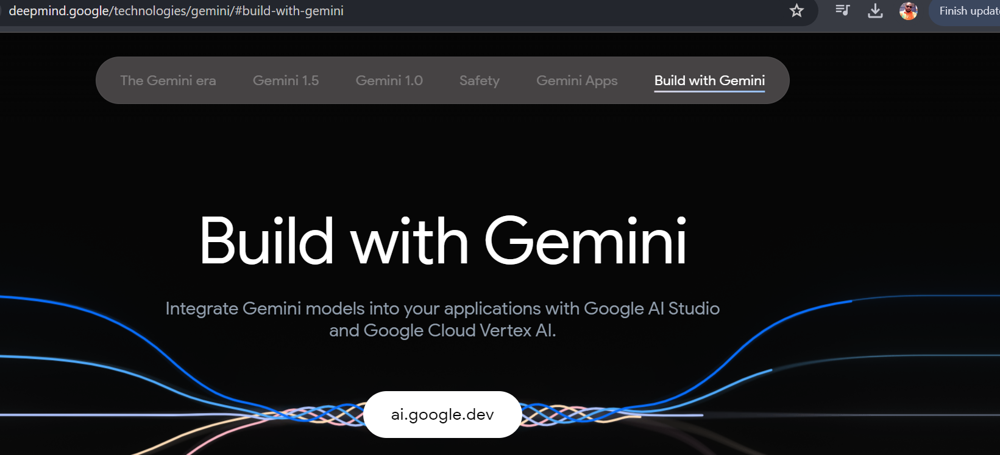 deepmind.google/technologies/gemini/#build-with-gemini
Finish
The Gemini era Gemini 1.5 Gemini 1.0 Safety Gemini Apps Build with Gemini
Build with Gemini
Integrate Gemini models into your applications with Google AI Studio
and Google Cloud Vertex AI.
ai.google.dev